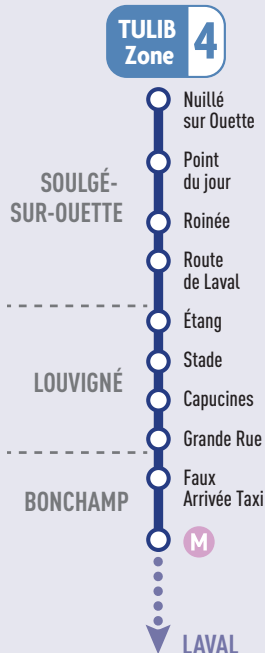 TULIB
Zone
4
Nuillé
sur Ouette
Point
du jour
SOULGÉ-
SUR-OUETTE
Roinée
Route
de Laval
Étang
Stade
LOUVIGNÉ
Capucines
Grande Rue
Faux
Arrivée Taxi
BONCHAMP
M
LAVAL